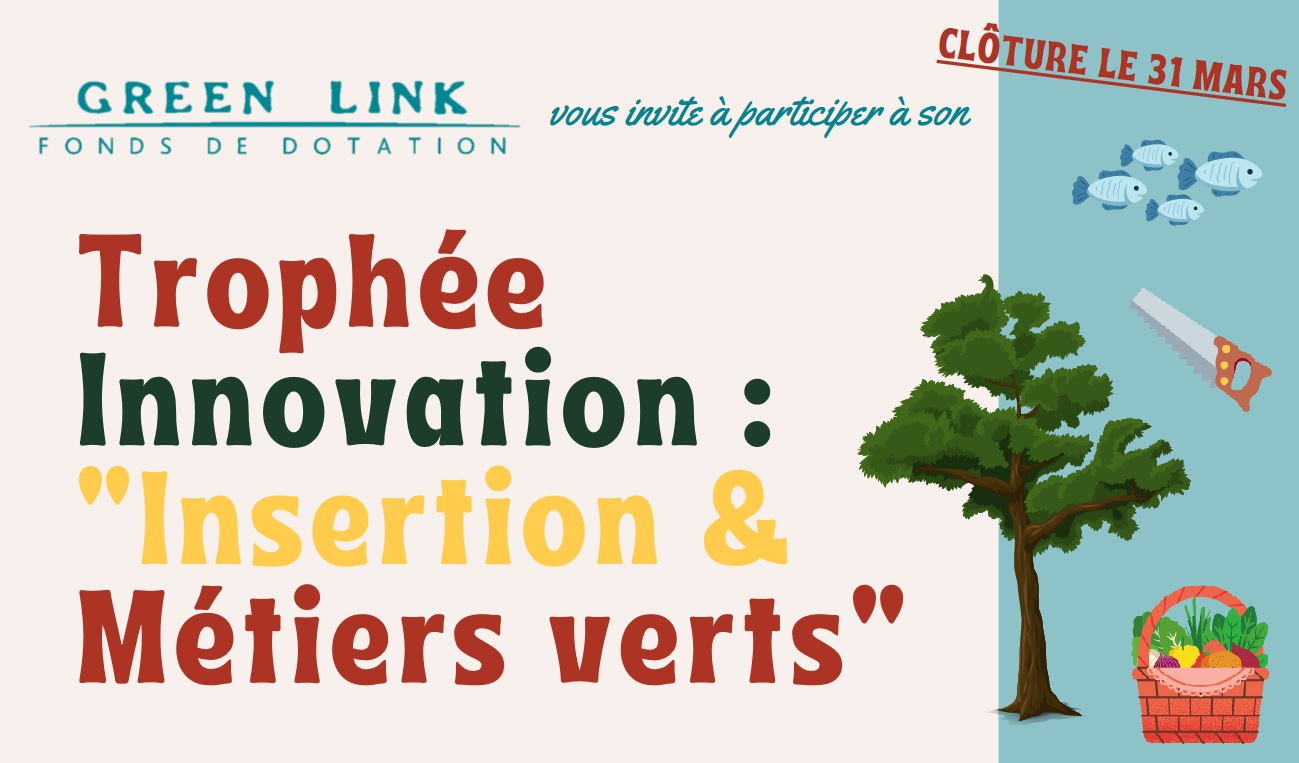 CLÔTURE LE 31 MARS
GREEN LINK
FONDS DE DOTATION
vous invite à participer à son
Trophée
Innovation :
"Insertion &
Métiers verts"